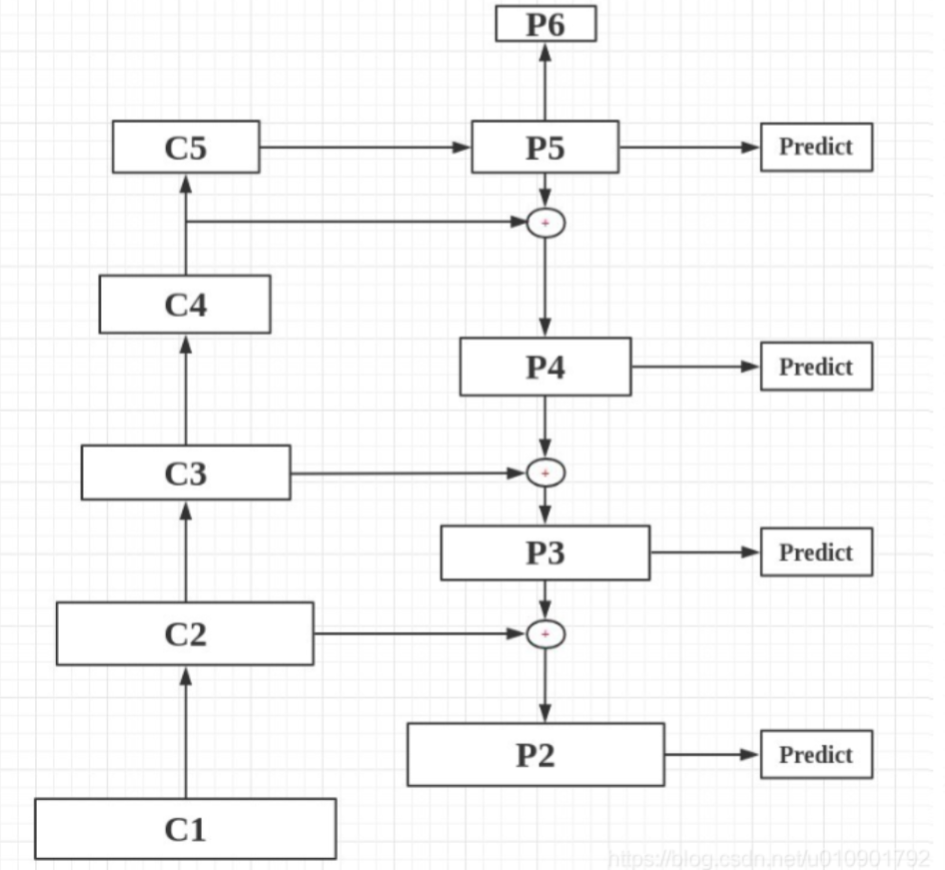 P6
C5
P5
Predict
+
C4
P4
Predict
C3
+
P3
Predict
C2
+
P2
Predict
C1
https://blog.csdn.net/u010901792